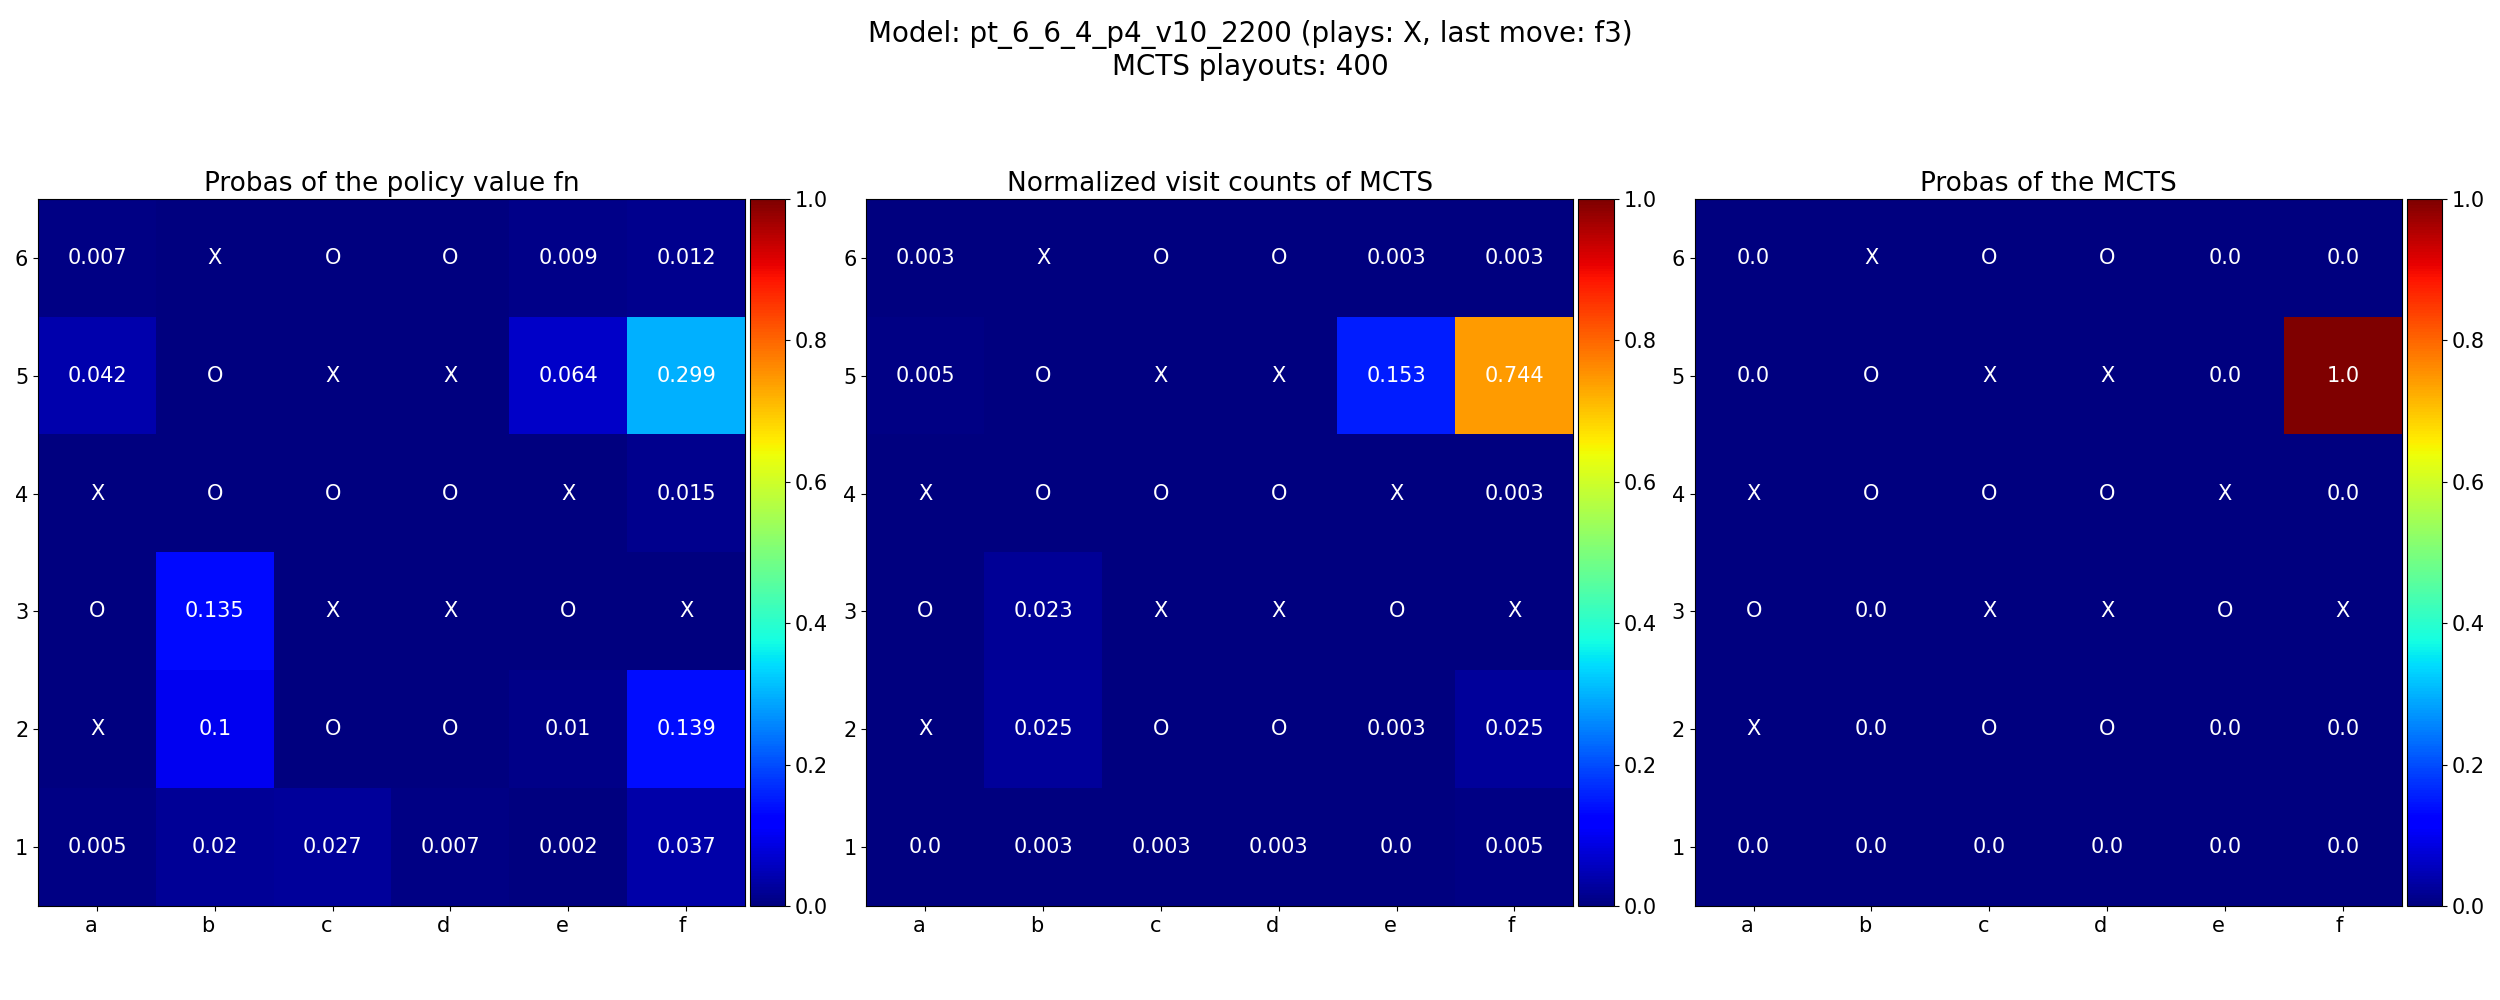 Model: pt_6_6_4_p4_v10_2200 (plays: X, last move: f3)
MCTS playouts: 400
Probas of the policy value fn
6 0.007 X O O 0.009 0.012
5 0.042 O X X 0.064 0.299
4 X O O O X 0.015
3 O 0.135 X X O X
2 X 0.1 O O 0.01 0.139
1 0.005 0.02 0.027 0.007 0.002 0.037
a b c d e f
1.0
0.8
0.6
0.4
0.2
0.0
Normalized visit counts of MCTS
6 0.003 X O O 0.003 0.003
5 0.005 O X X 0.153 0.744
4 X O O O X 0.003
3 O 0.023 X X O X
2 X 0.025 O O 0.003 0.025
1 0.0 0.003 0.003 0.003 0.0 0.005
a b c d e f
1.0
0.8
0.6
0.4
0.2
0.0
Probas of the MCTS
6 0.0 X O O 0.0 0.0
5 0.0 O X X 0.0 1.0
4 X O O O X 0.0
3 O 0.0 X X O X
2 X 0.0 O O 0.0 0.0
1 0.0 0.0 0.0 0.0 0.0 0.0
a b c d e f
1.0
0.8
0.6
0.4
0.2
0.0